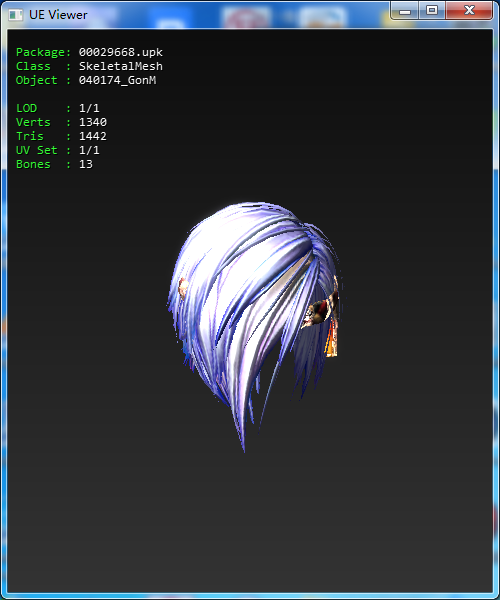 UE Viewer
Package: 00029668.upk
Class : SkeletalMesh
Object : 040174_GonM
LOD : 1/1
Verts : 1340
Tris : 1442
UV Set : 1/1
Bones : 13